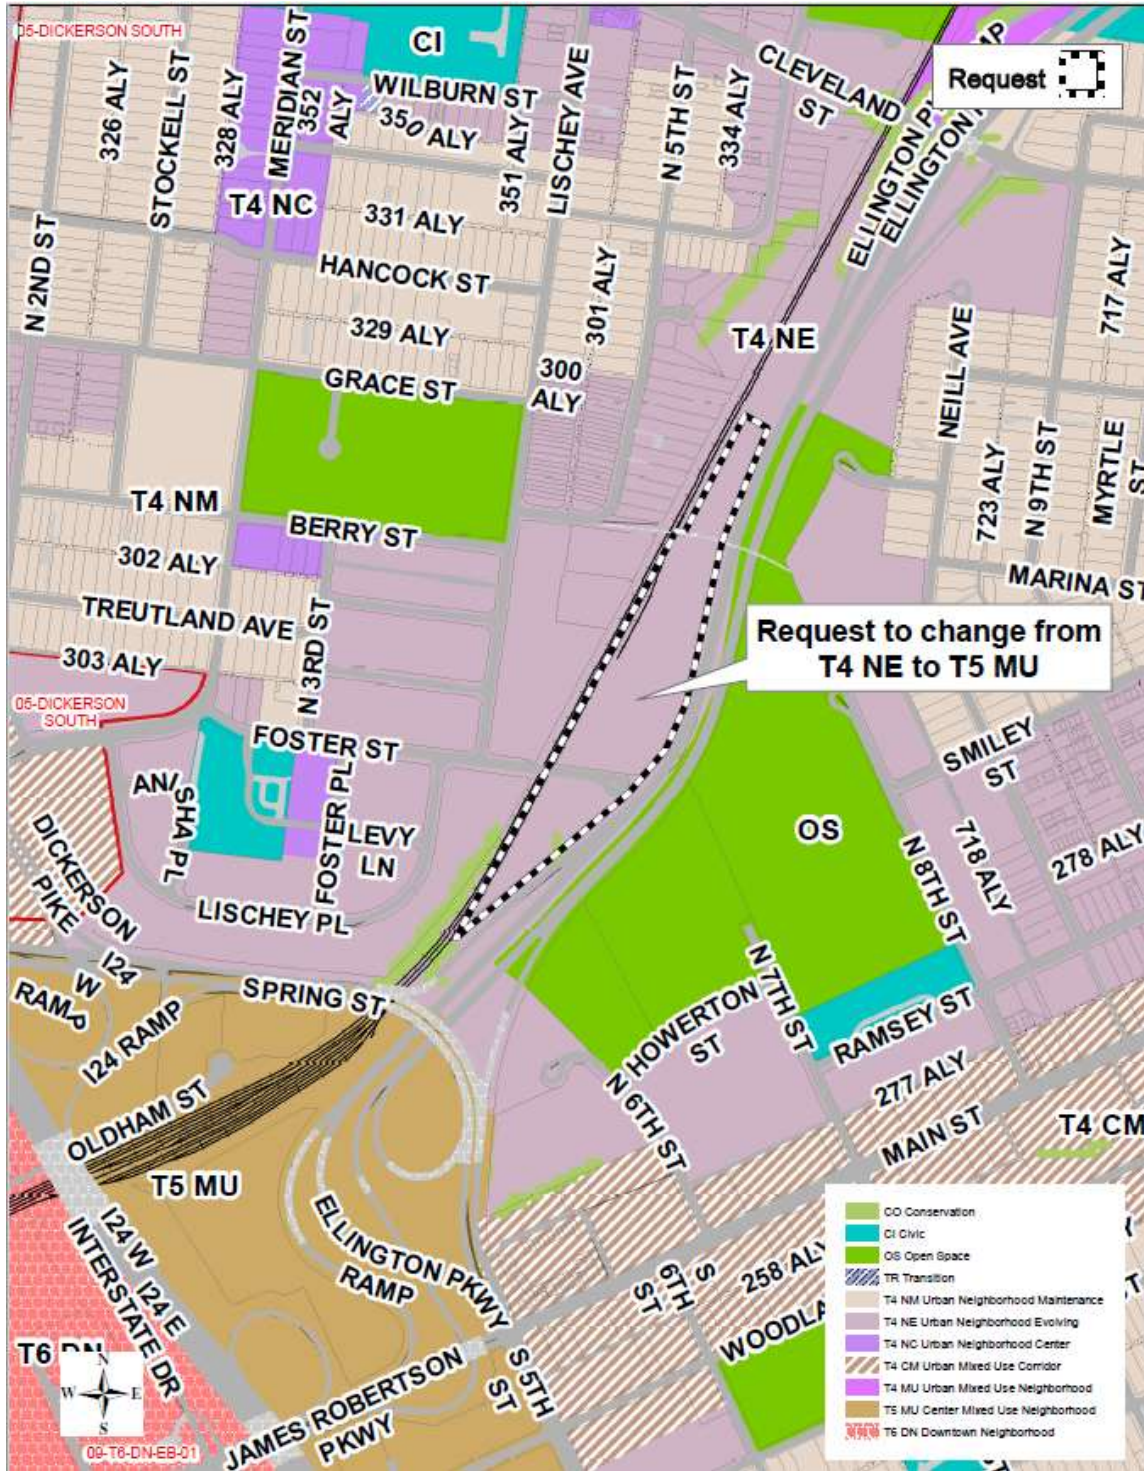 05-DICKERSON SOUTH
CI
Request
326 ALY
STOCKELL ST
328 ALY
MERIDIAN ST
352
ALY
WILBURN ST
350 ALY
351 ALY
LISCHEY AVE
N 5TH ST
334 ALY
CLEVELAND
ST
ELLINGTON
ELLINGTON
T4 NC
331 ALY
HANCOCK ST
329 ALY
N 2ND ST
301 ALY
T4 NE
717 ALY
GRACE ST
300
ALY
NEILL AVE
723 ALY
N 9TH ST
MYRTLE
ST
T4 NM
BERRY ST
302 ALY
TREUTLAND AVE
303 ALY
N 3RD ST
MARINA ST
Request to change from
T4 NE to T5 MU
05-DICKERSON
SOUTH
FOSTER ST
SHA PL
FOSTER PL
LEVY
LN
LISCHEY PL
DICKERSON
PIKE
OS
SMILEY
ST
718 ALY
278 ALY
N 8TH ST
I24
W
RAMP
I24 RAMP
SPRING ST
OLDHAM ST
N HOWERTON
ST
N 7TH ST
RAMSEY ST
277 ALY
N 6TH ST
MAIN ST
T4 CM
T5 MU
I24 W
I24 E
INTERSTATE DR
ELLINGTON PKWY
RAMP
S
6TH
ST
258 ALY
S 5TH
ST
JAMES ROBERTSON
PKWY
T6 DN
N
W E
S
09-T6-DN-EB-01
CO Conservation
CI Civic
OS Open Space
TR Transition
T4 NM Urban Neighborhood Maintenance
T4 NE Urban Neighborhood Evolving
T4 NC Urban Neighborhood Center
T4 CM Urban Mixed Use Corridor
T4 MU Urban Mixed Use Neighborhood
T5 MU Center Mixed Use Neighborhood
T6 DN Downtown Neighborhood